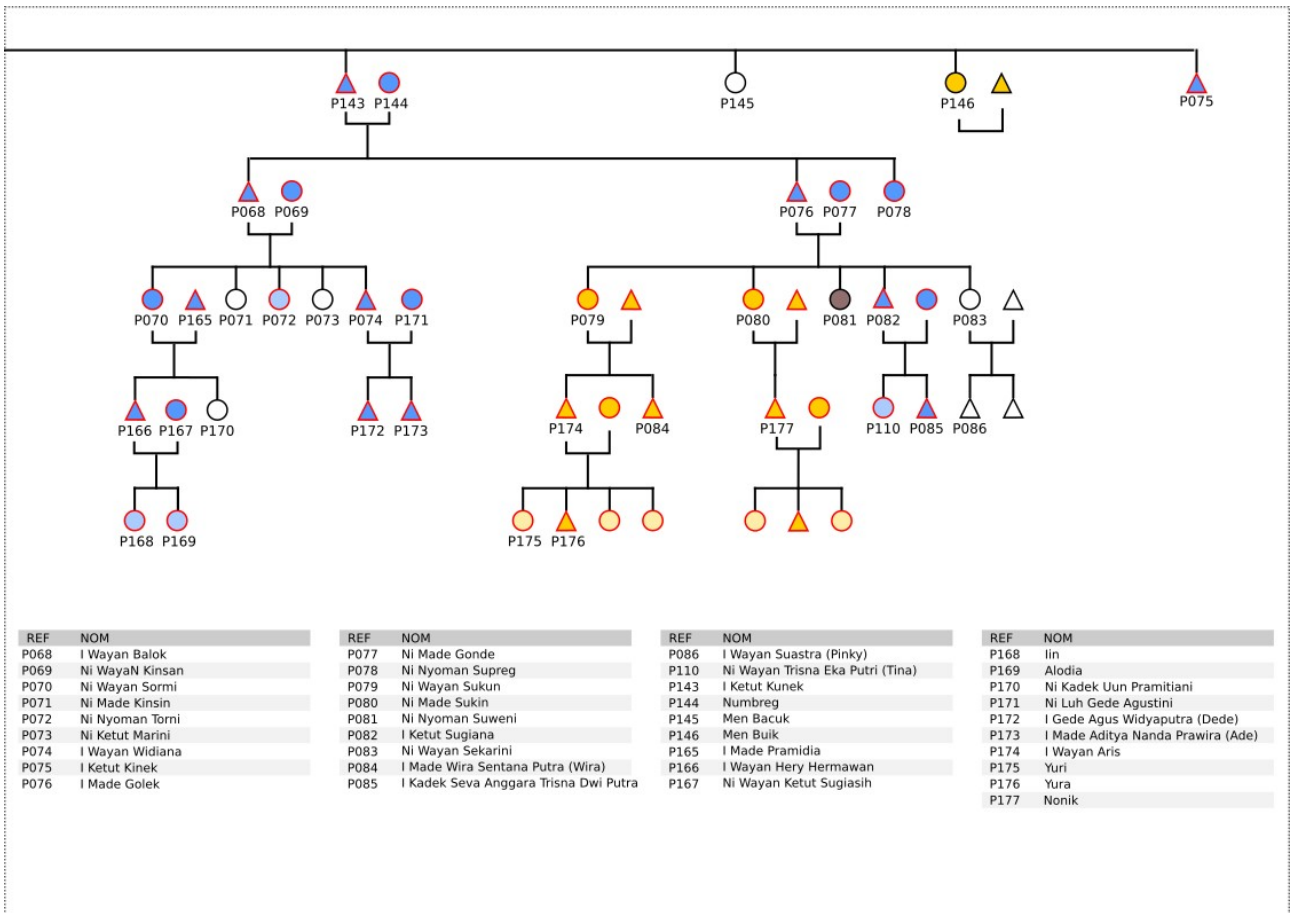 P143 P144 P145 P146 P075
P068 P069 P076 P077 P078
P070 P165 P071 P072 P073 P074 P171 P079 P080 P081 P082 P083
P166 P167 P170 P172 P173 P174 P084 P177 P110 P085 P086
P168 P169 P175 P176
REF NOM
P068 I Wayan Balok
P069 Ni WayaN Kinsan
P070 Ni Wayan Sormi
P071 Ni Made Kinsin
P072 Ni Nyoman Torni
P073 Ni Ketut Marini
P074 I Wayan Widiana
P075 I Ketut Kinek
P076 I Made Golek
REF NOM
P077 Ni Made Gonde
P078 Ni Nyoman Supreg
P079 Ni Wayan Sukun
P080 Ni Made Sukin
P081 Ni Nyoman Suweni
P082 I Ketut Sugiana
P083 Ni Wayan Sekarini
P084 I Made Wira Sentana Putra (Wira)
P085 I Kadek Seva Anggara Trisna Dwi Putra
REF NOM
P086 I Wayan Suastra (Pinky)
P110 Ni Wayan Trisna Eka Putri (Tina)
P143 I Ketut Kunek
P144 Numbreg
P145 Men Bacuk
P146 Men Buik
P165 I Made Pramidia
P166 I Wayan Hery Hermawan
P167 Ni Wayan Ketut Sugiasih
REF NOM
P168 Iin
P169 Alodia
P170 Ni Kadek Uun Pramitiani
P171 Ni Luh Gede Agustini
P172 I Gede Agus Widyaputra (Dede)
P173 I Made Aditya Nanda Prawira (Ade)
P174 I Wayan Aris
P175 Yuri
P176 Yura
P177 Nonik